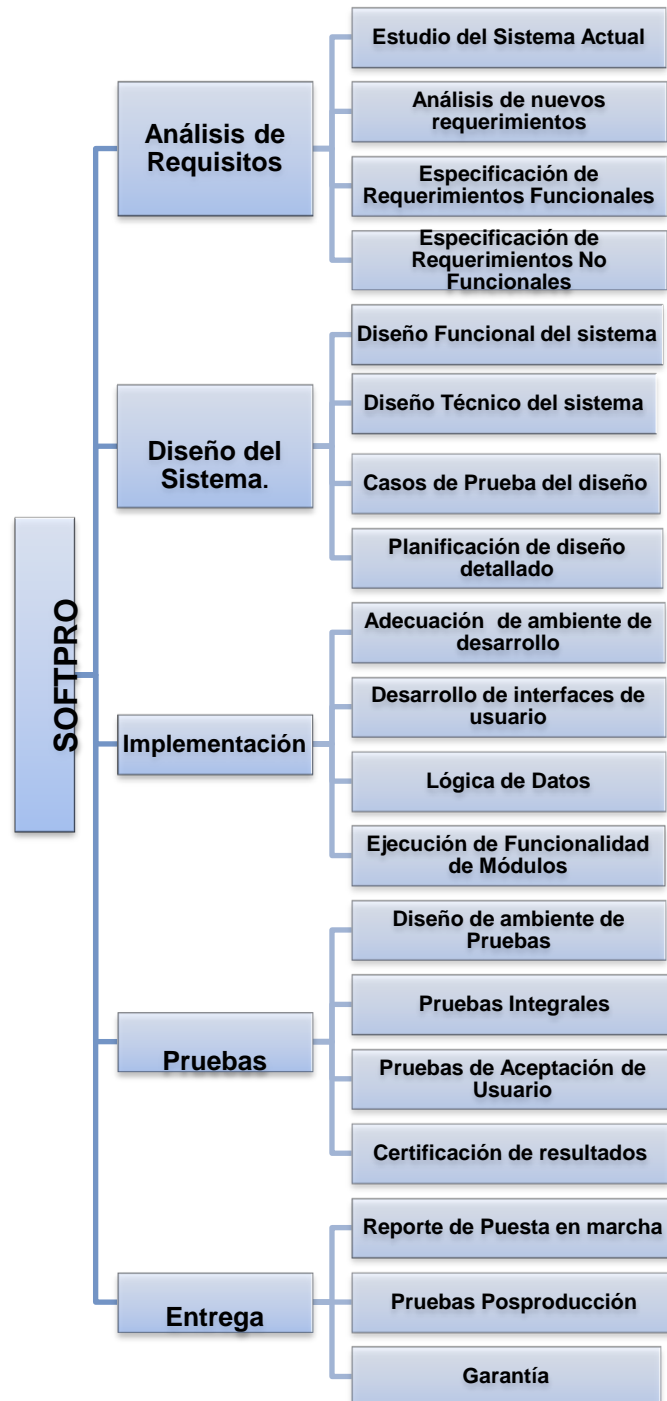 SOFTPRO
Análisis de
Requisitos
Estudio del Sistema Actual
Análisis de nuevos
requerimientos
Especificación de
Requerimientos Funcionales
Especificación de
Requerimientos No
Funcionales
Diseño del
Sistema.
Diseño Funcional del sistema
Diseño Técnico del sistema
Casos de Prueba del diseño
Planificación de diseño
detallado
Implementación
Adecuación de ambiente de
desarrollo
Desarrollo de interfaces de
usuario
Lógica de Datos
Ejecución de Funcionalidad
de Módulos
Pruebas
Diseño de ambiente de
Pruebas
Pruebas Integrales
Pruebas de Aceptación de
Usuario
Certificación de resultados
Entrega
Reporte de Puesta en marcha
Pruebas Posproducción
Garantía